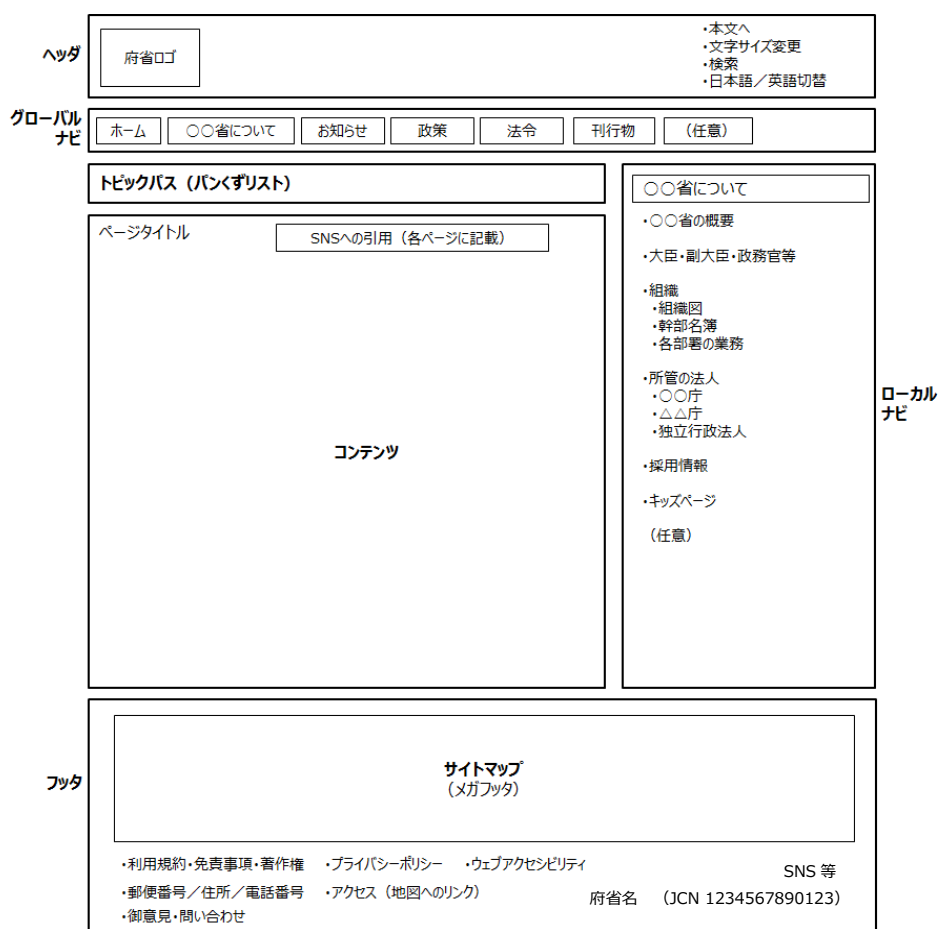 ヘッダ
府省ロゴ
・本文へ
・文字サイズ変更
・検索
・日本語／英語切替
グローバル
ナビ
ホーム
○○省について
お知らせ
政策
法令
刊行物
（任意）
トピックパス（パンくずリスト）
ページタイトル
SNSへの引用（各ページに記載）
コンテンツ
○○省について
・○○省の概要
・大臣・副大臣・政務官等
・組織
・組織図
・幹部名簿
・各部署の業務
・所管の法人
・○○庁
・△△庁
・独立行政法人
・採用情報
・キッズページ
（任意）
ローカル
ナビ
フッタ
サイトマップ
（メガフッタ）
・利用規約・免責事項・著作権　・プライバシーポリシー　・ウェブアクセシビリティ
・郵便番号／住所／電話番号　・アクセス（地図へのリンク）
・御意見・問い合わせ
SNS 等
府省名　（JCN 1234567890123）